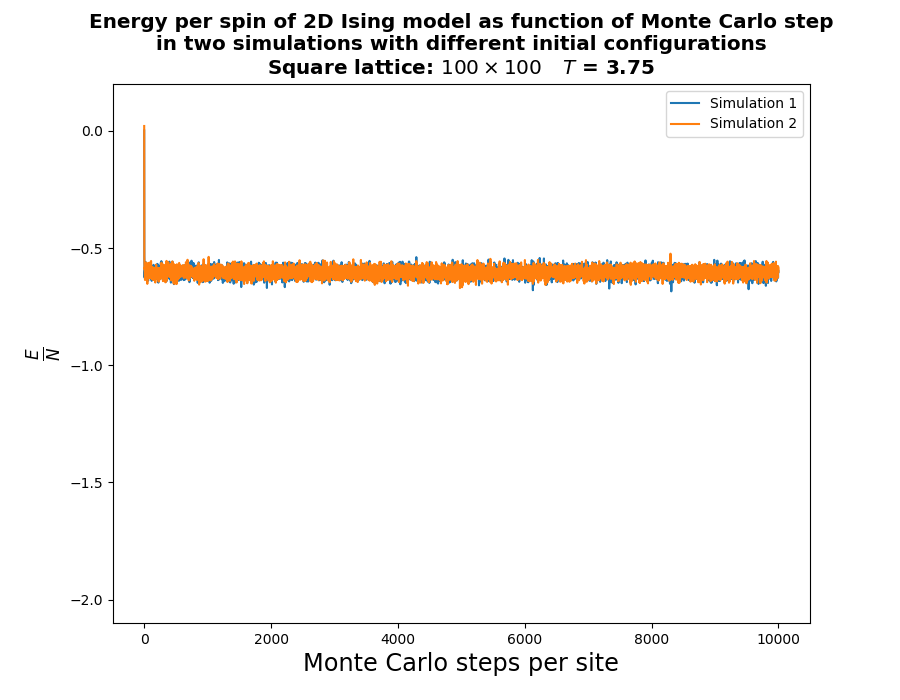 Energy per spin of 2D Ising model as function of Monte Carlo step
in two simulations with different initial configurations
Square lattice: 100 × 100 T = 3.75
Simulation 1
Simulation 2
0.0
−0.5
−1.0
−1.5
−2.0
E
N
0 2000 4000 6000 8000 10000
Monte Carlo steps per site